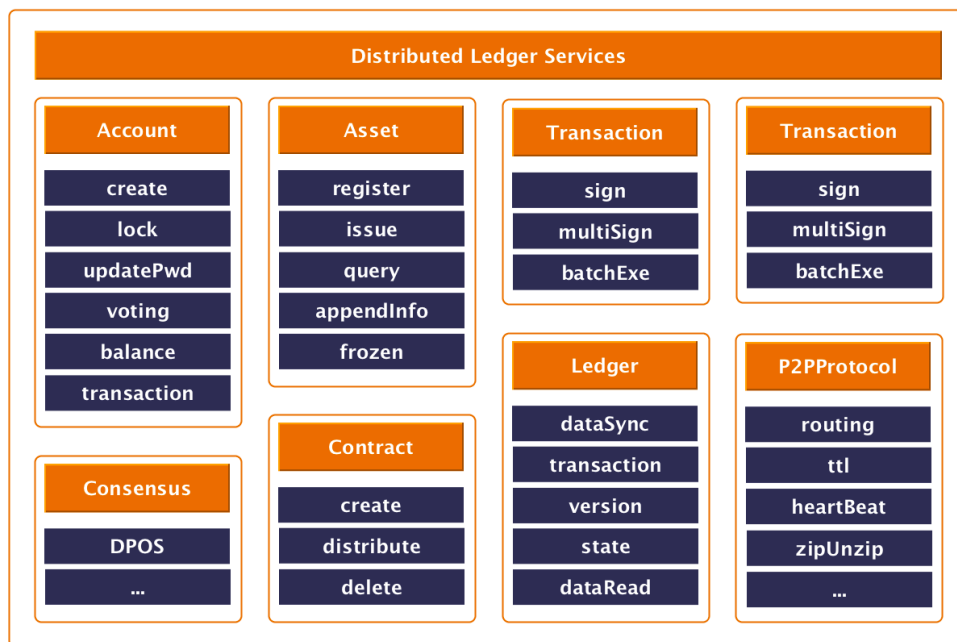 Distributed Ledger Services
Account
create
lock
updatePwd
voting
balance
transaction
Consensus
DPOS
...
Asset
register
issue
query
appendInfo
frozen
Contract
create
distribute
delete
Transaction
sign
multiSign
batchExe
Ledger
dataSync
transaction
version
state
dataRead
Transaction
sign
multiSign
batchExe
P2PProtocol
routing
ttl
heartBeat
zipUnzip
...